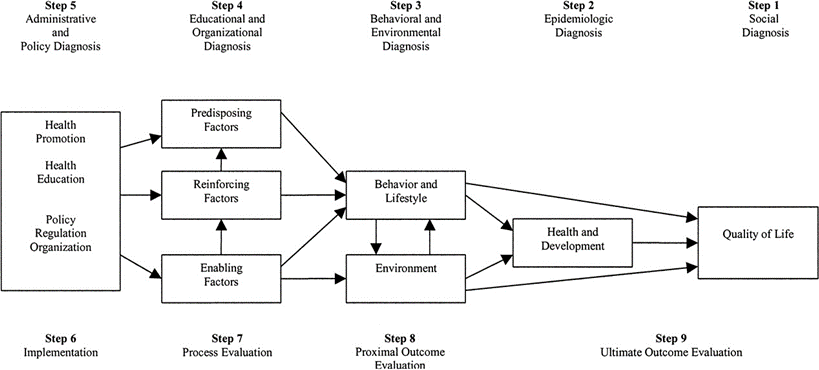 Step 5
Administrative
and
Policy Diagnosis
Step 4
Educational and
Organizational
Diagnosis
Step 3
Behavioral and
Environmental
Diagnosis
Step 2
Epidemiologic
Diagnosis
Step 1
Social
Diagnosis
Health
Promotion
Health
Education
Policy
Regulation
Organization
Predisposing
Factors
Reinforcing
Factors
Enabling
Factors
Behavior and
Lifestyle
Environment
Health and
Development
Quality of Life
Step 6
Implementation
Step 7
Process Evaluation
Step 8
Proximal Outcome
Evaluation
Step 9
Ultimate Outcome Evaluation